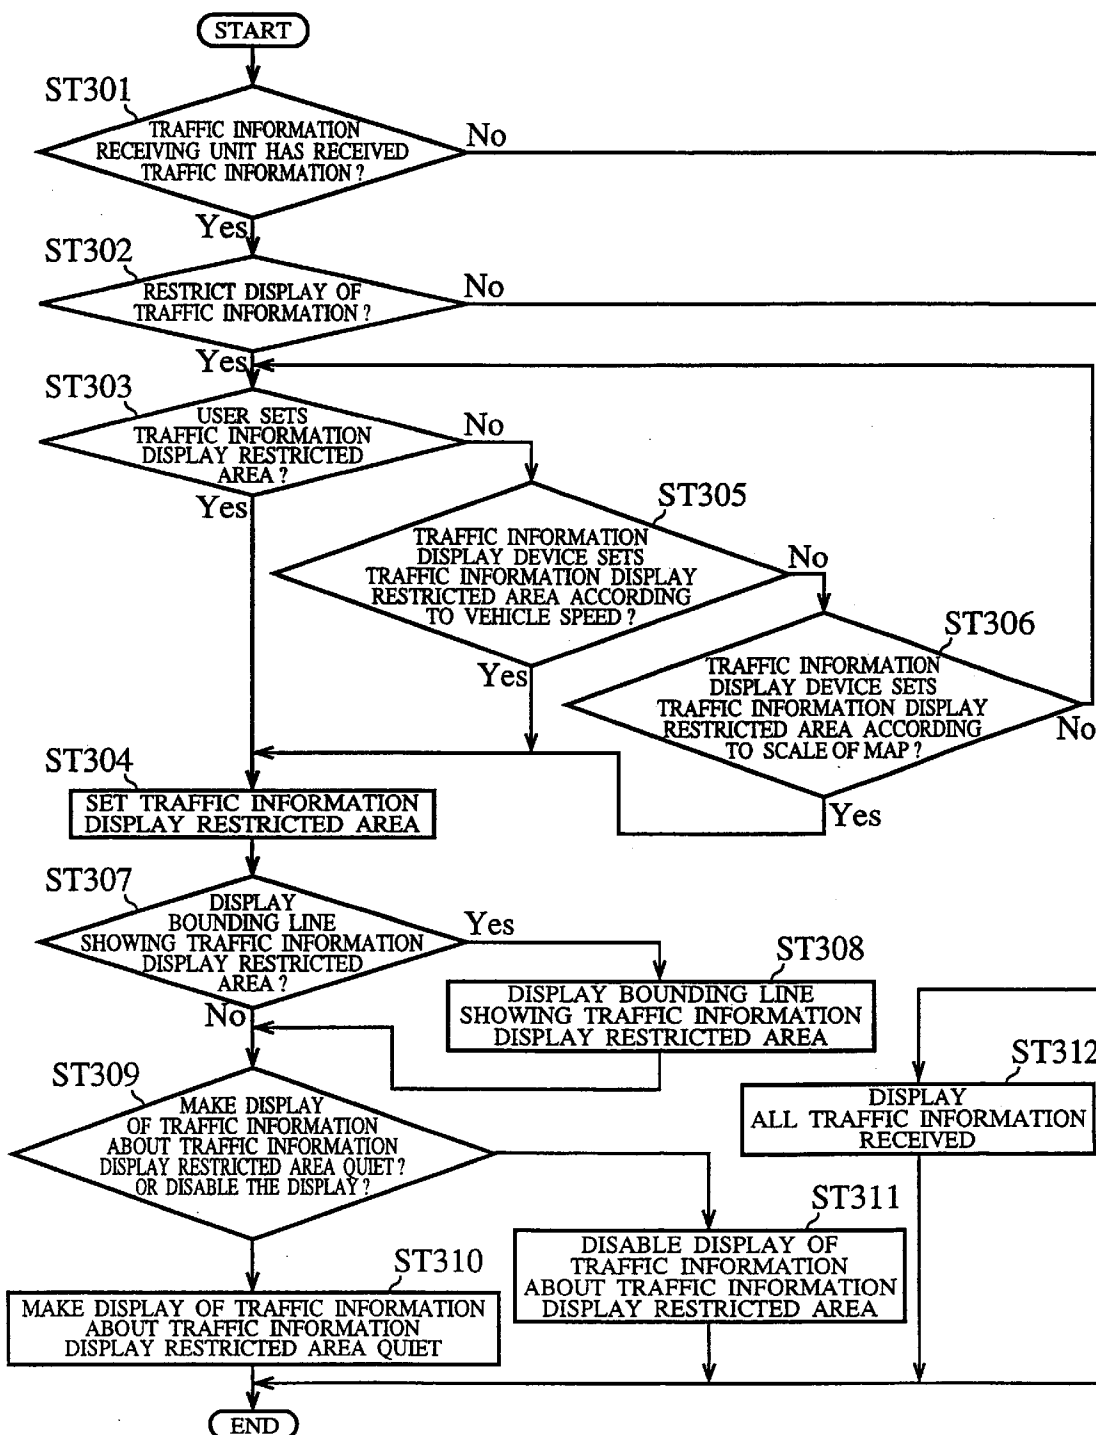 START
ST301
TRAFFIC INFORMATION
RECEIVING UNIT HAS RECEIVED
TRAFFIC INFORMATION?
No
Yes
ST302
RESTRICT DISPLAY OF
TRAFFIC INFORMATION?
No
Yes
ST303
USER SETS
TRAFFIC INFORMATION
DISPLAY RESTRICTED
AREA?
No
Yes
ST305
TRAFFIC INFORMATION
DISPLAY DEVICE SETS
TRAFFIC INFORMATION DISPLAY
RESTRICTED AREA ACCORDING
TO VEHICLE SPEED?
No
Yes
ST306
TRAFFIC INFORMATION
DISPLAY DEVICE SETS
TRAFFIC INFORMATION DISPLAY
RESTRICTED AREA ACCORDING
TO SCALE OF MAP?
No
Yes
ST304
SET TRAFFIC INFORMATION
DISPLAY RESTRICTED AREA
ST307
DISPLAY
BOUNDING LINE
SHOWING TRAFFIC INFORMATION
DISPLAY RESTRICTED
AREA?
Yes
No
ST308
DISPLAY BOUNDING LINE
SHOWING TRAFFIC INFORMATION
DISPLAY RESTRICTED AREA
ST309
MAKE DISPLAY
OF TRAFFIC INFORMATION
ABOUT TRAFFIC INFORMATION
DISPLAY RESTRICTED AREA QUIET?
OR DISABLE THE DISPLAY?
ST312
DISPLAY
ALL TRAFFIC INFORMATION
RECEIVED
ST311
DISABLE DISPLAY OF
TRAFFIC INFORMATION
ABOUT TRAFFIC INFORMATION
DISPLAY RESTRICTED AREA
ST310
MAKE DISPLAY OF TRAFFIC INFORMATION
ABOUT TRAFFIC INFORMATION
DISPLAY RESTRICTED AREA QUIET
END